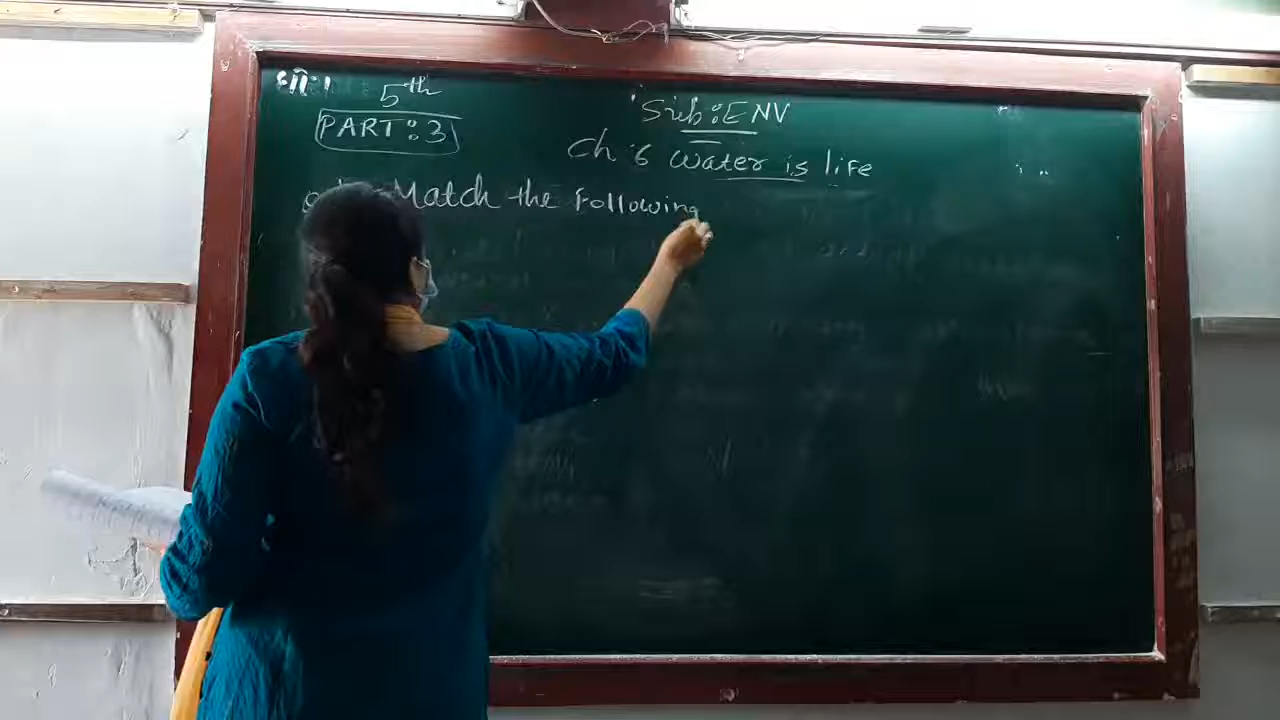 5th
PART:3
Sub:ENV
Ch 6 Water is life
Match the Following